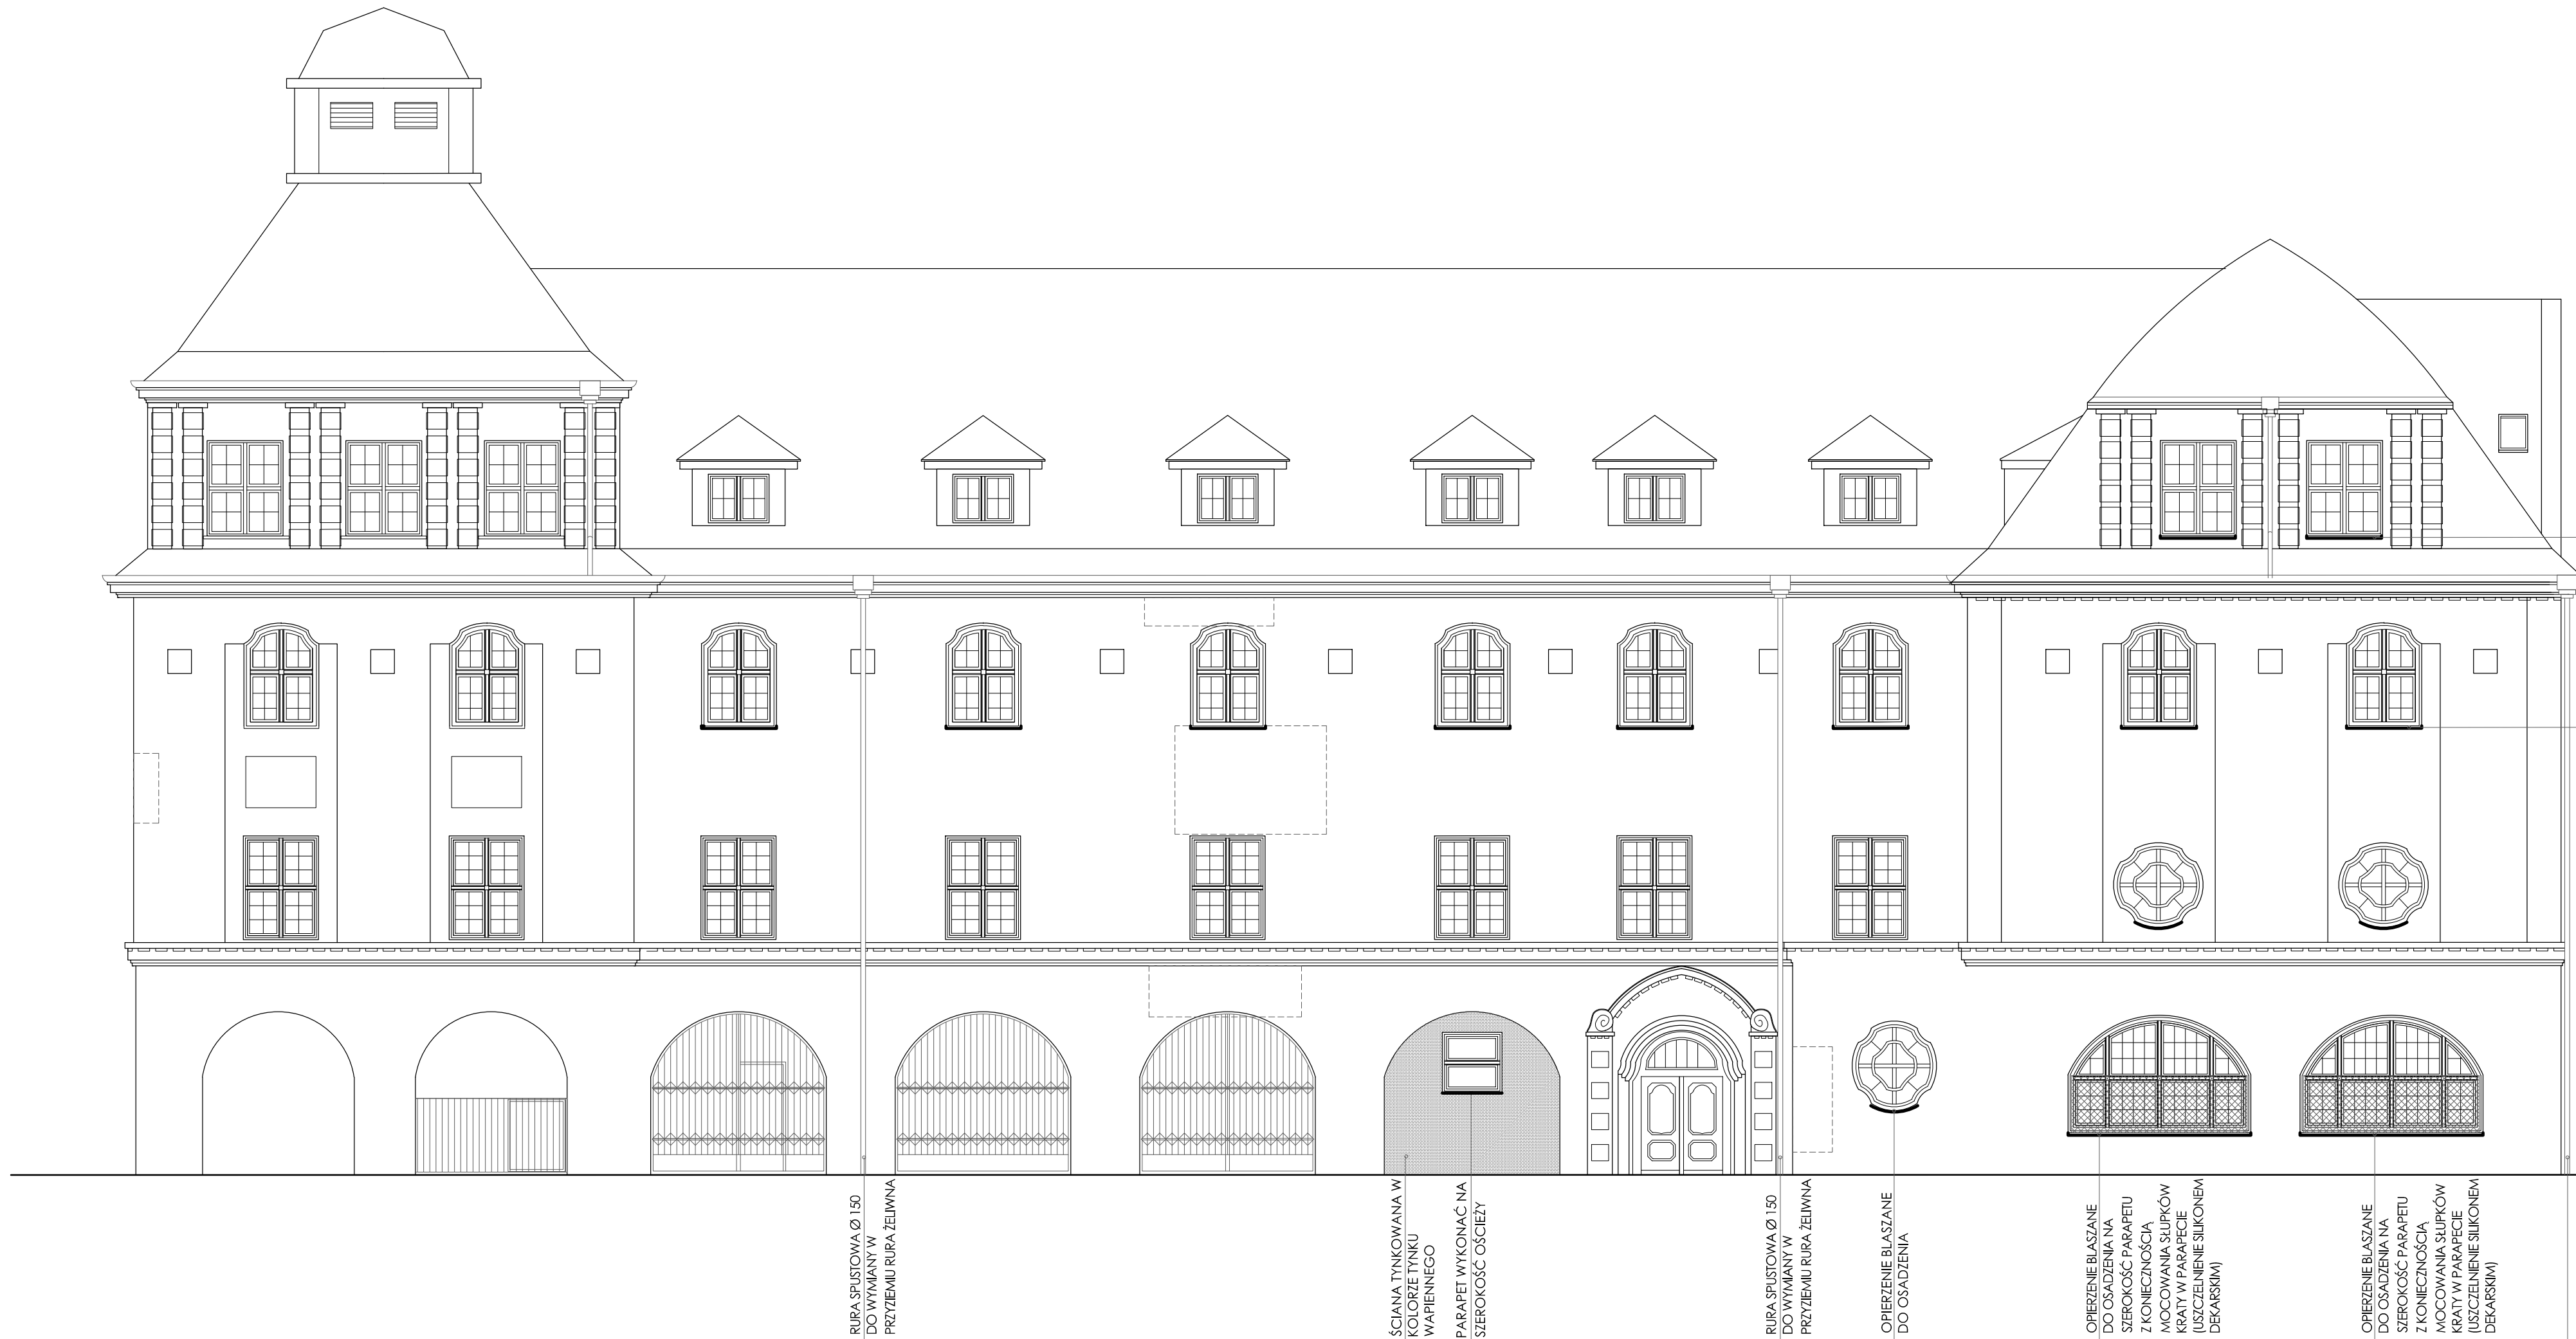 RURA SPUSTOWA Ø 150
DO WYMIANY W
PRZYZIEMIU RURA ŻELIWNA
ŚCIANA TYNKOWANA W
KOLORZE TYNKU
WAPIENNEGO
PARAPET WYKONAĆ NA
SZEROKOŚĆ OŚCIEŻY
RURA SPUSTOWA Ø 150
DO WYMIANY W
PRZYZIEMIU RURA ŻELIWNA
OPIERZENIE BLASZANE
DO OSADZENIA
OPIERZENIE BLASZANE
DO OSADZENIA NA
SZEROKOŚĆ PARAPETU
Z KONIECZNOŚCIĄ
MOCOWANIA SŁUPKÓW
KRATY W PARAPECIE
(USZCZELNIENIE SILIKONEM
DEKARSKIM)
OPIERZENIE BLASZANE
DO OSADZENIA NA
SZEROKOŚĆ PARAPETU
Z KONIECZNOŚCIĄ
MOCOWANIA SŁUPKÓW
KRATY W PARAPECIE
(USZCZELNIENIE SILIKONEM
DEKARSKIM)